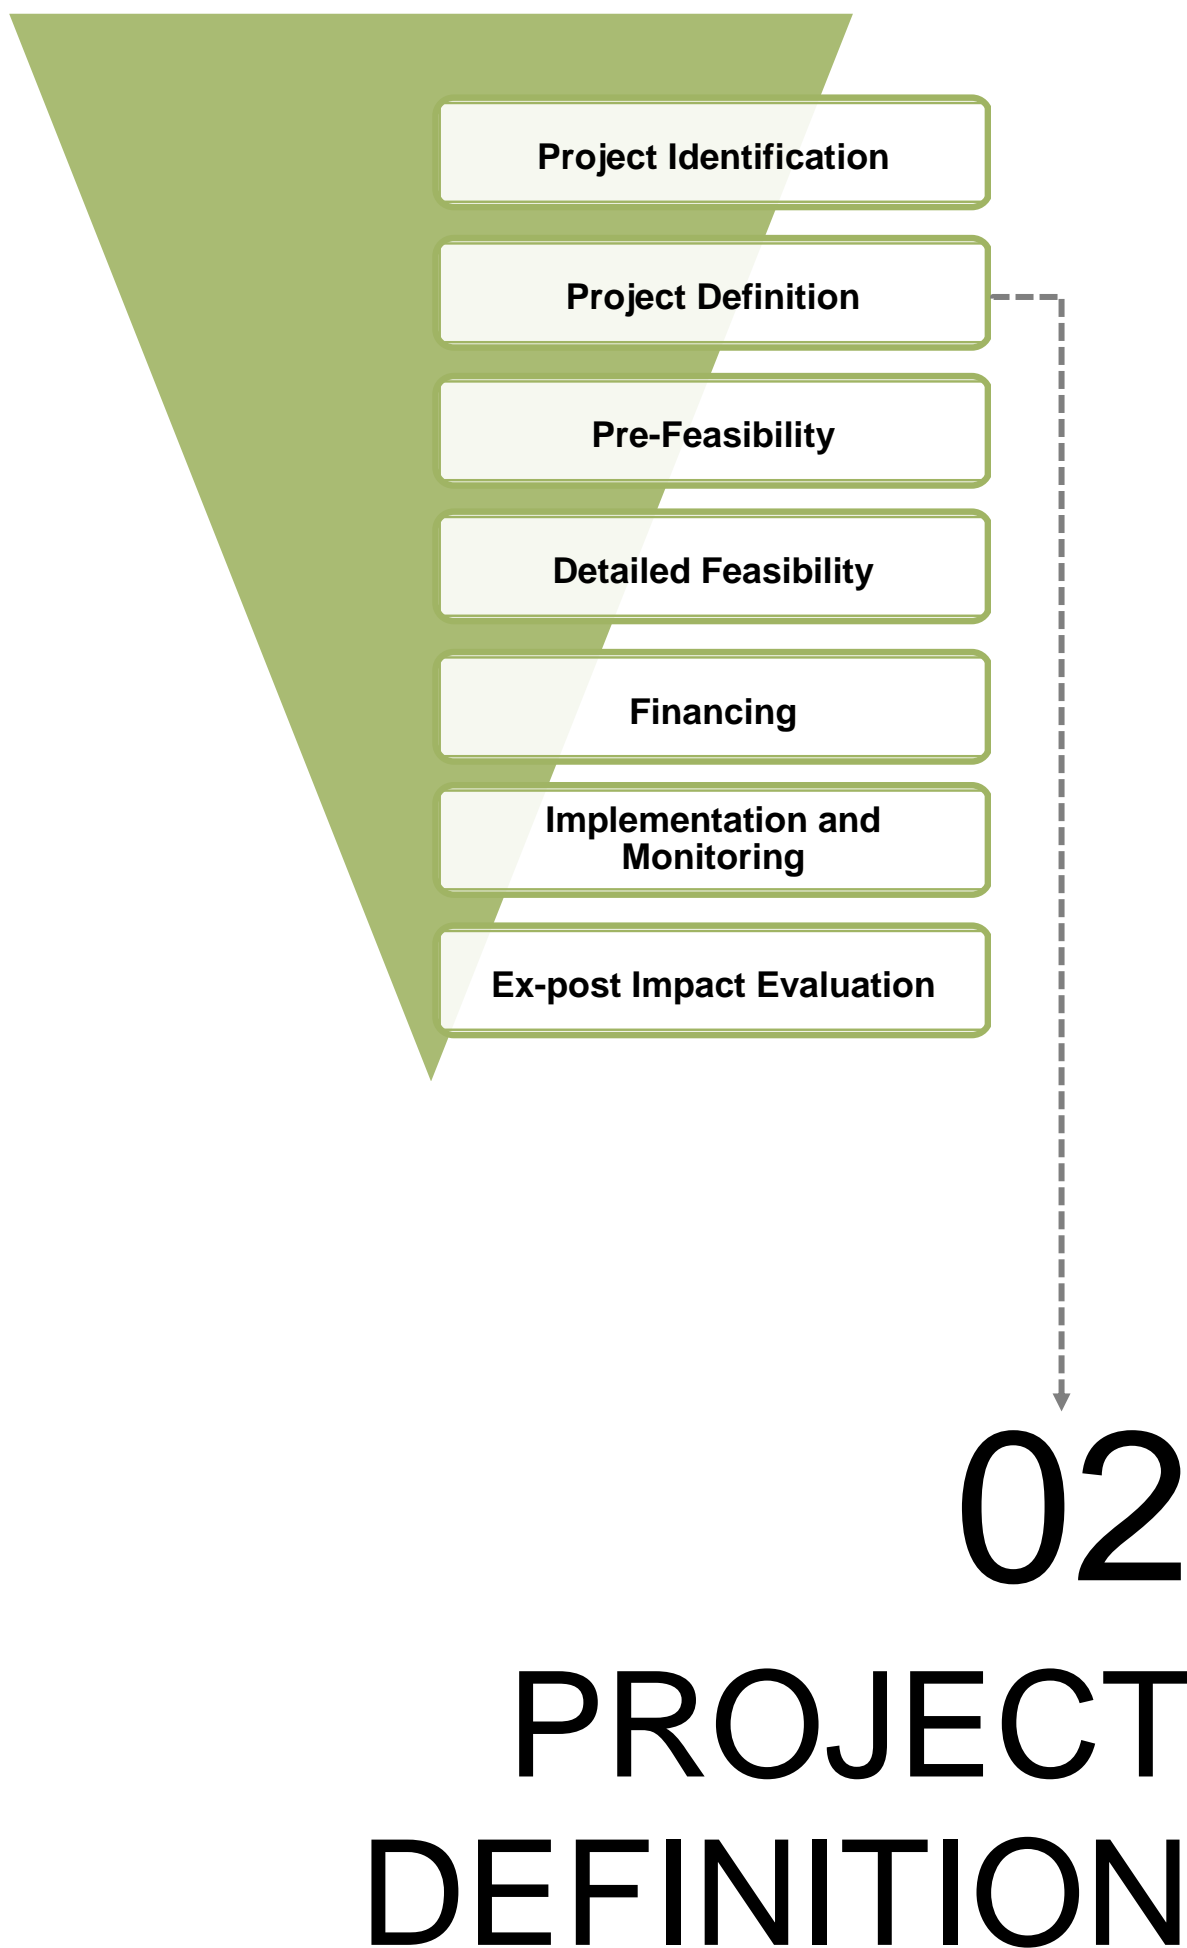 Project Identification
Project Definition
Pre-Feasibility
Detailed Feasibility
Financing
Implementation and
Monitoring
Ex-post Impact Evaluation
02
PROJECT
DEFINITION